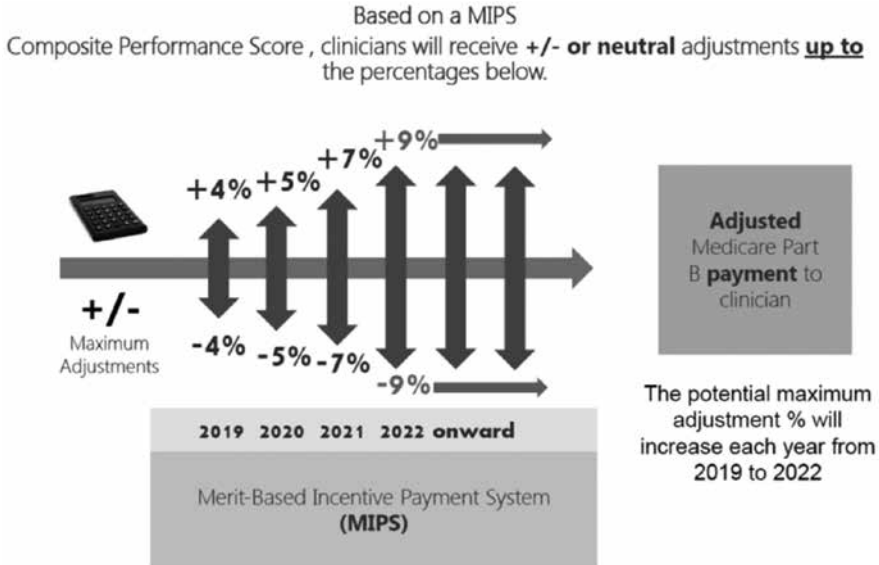 Based on a MIPS
Composite Performance Score , clinicians will receive +/- or neutral adjustments up to
the percentages below.
+4%
+5%
+7%
+9%
+/-
Maximum
Adjustments
-4%
-5%
-7%
-9%
2019 2020 2021 2022 onward
Merit-Based Incentive Payment System
(MIPS)
Adjusted
Medicare Part
B payment to
clinician
The potential maximum
adjustment % will
increase each year from
2019 to 2022